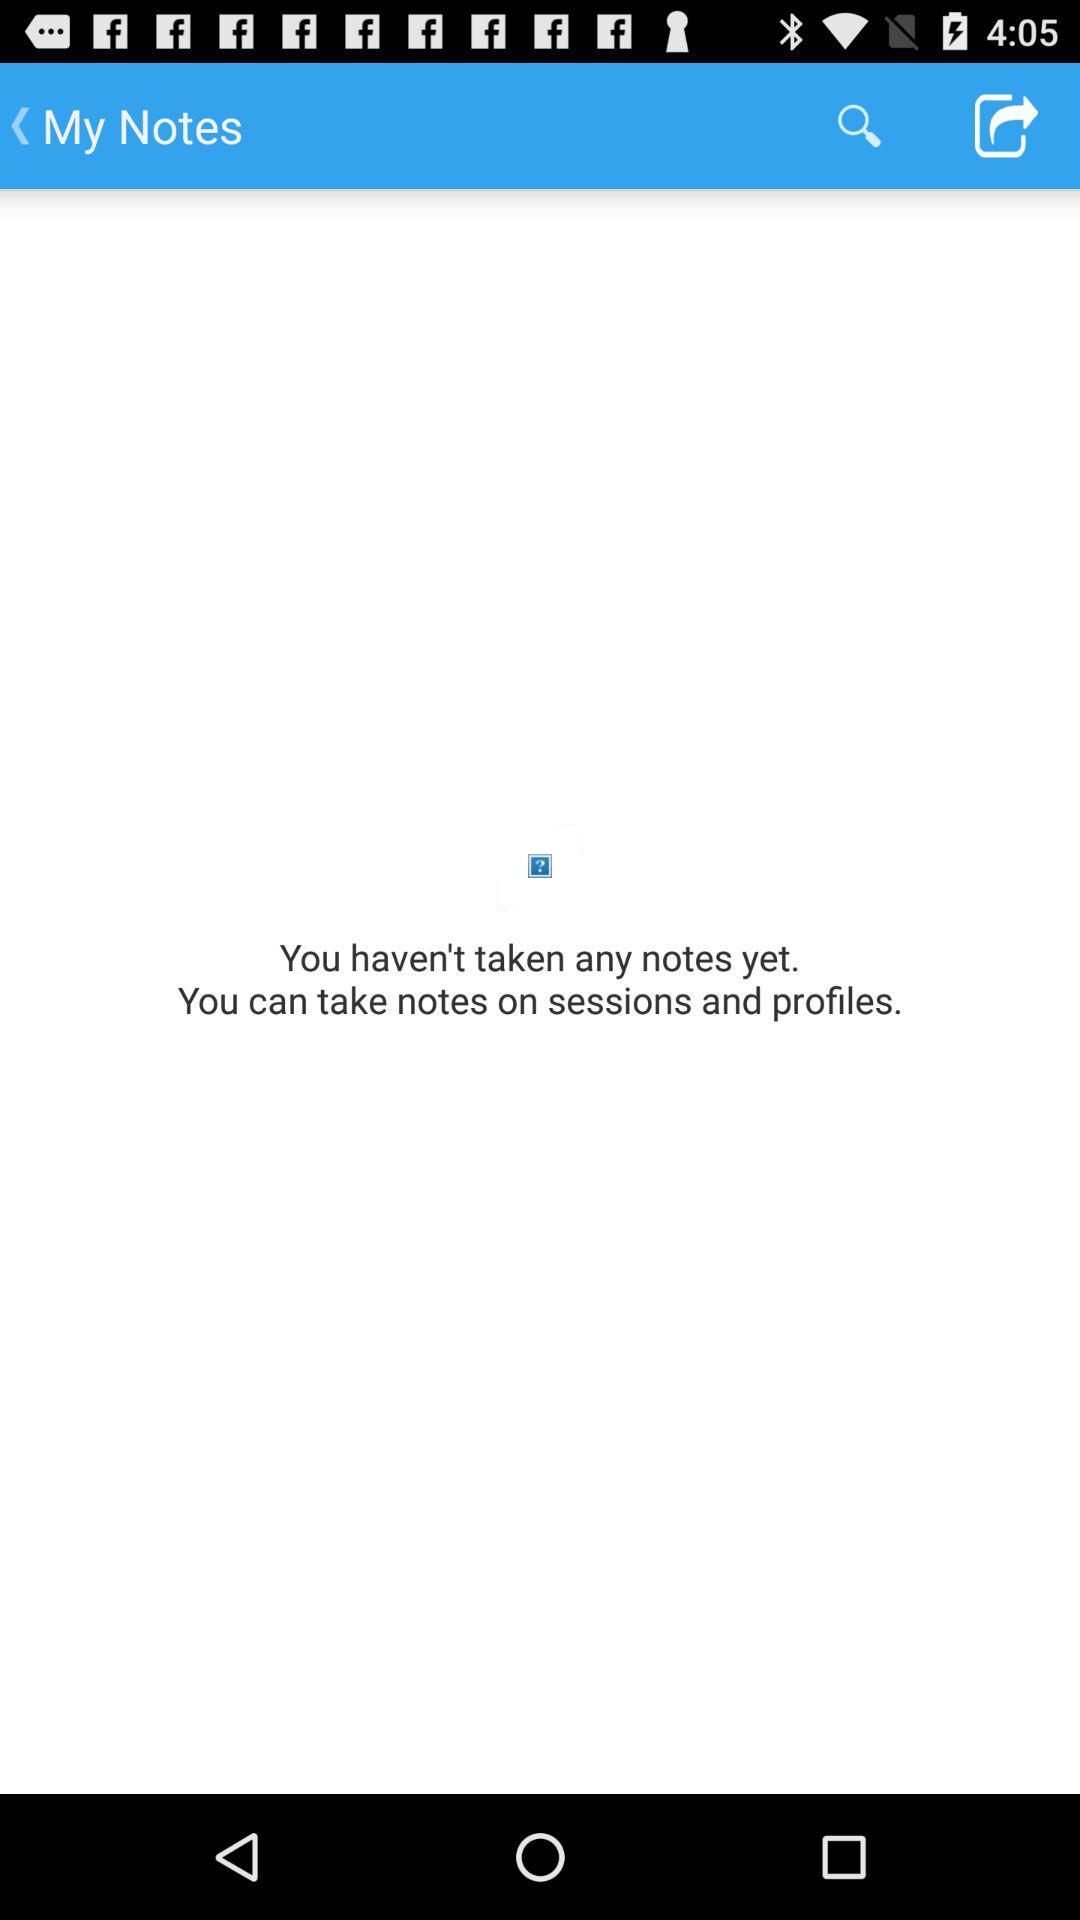 4:05
My Notes
You haven't taken any notes yet.
You can take notes on sessions and profiles.